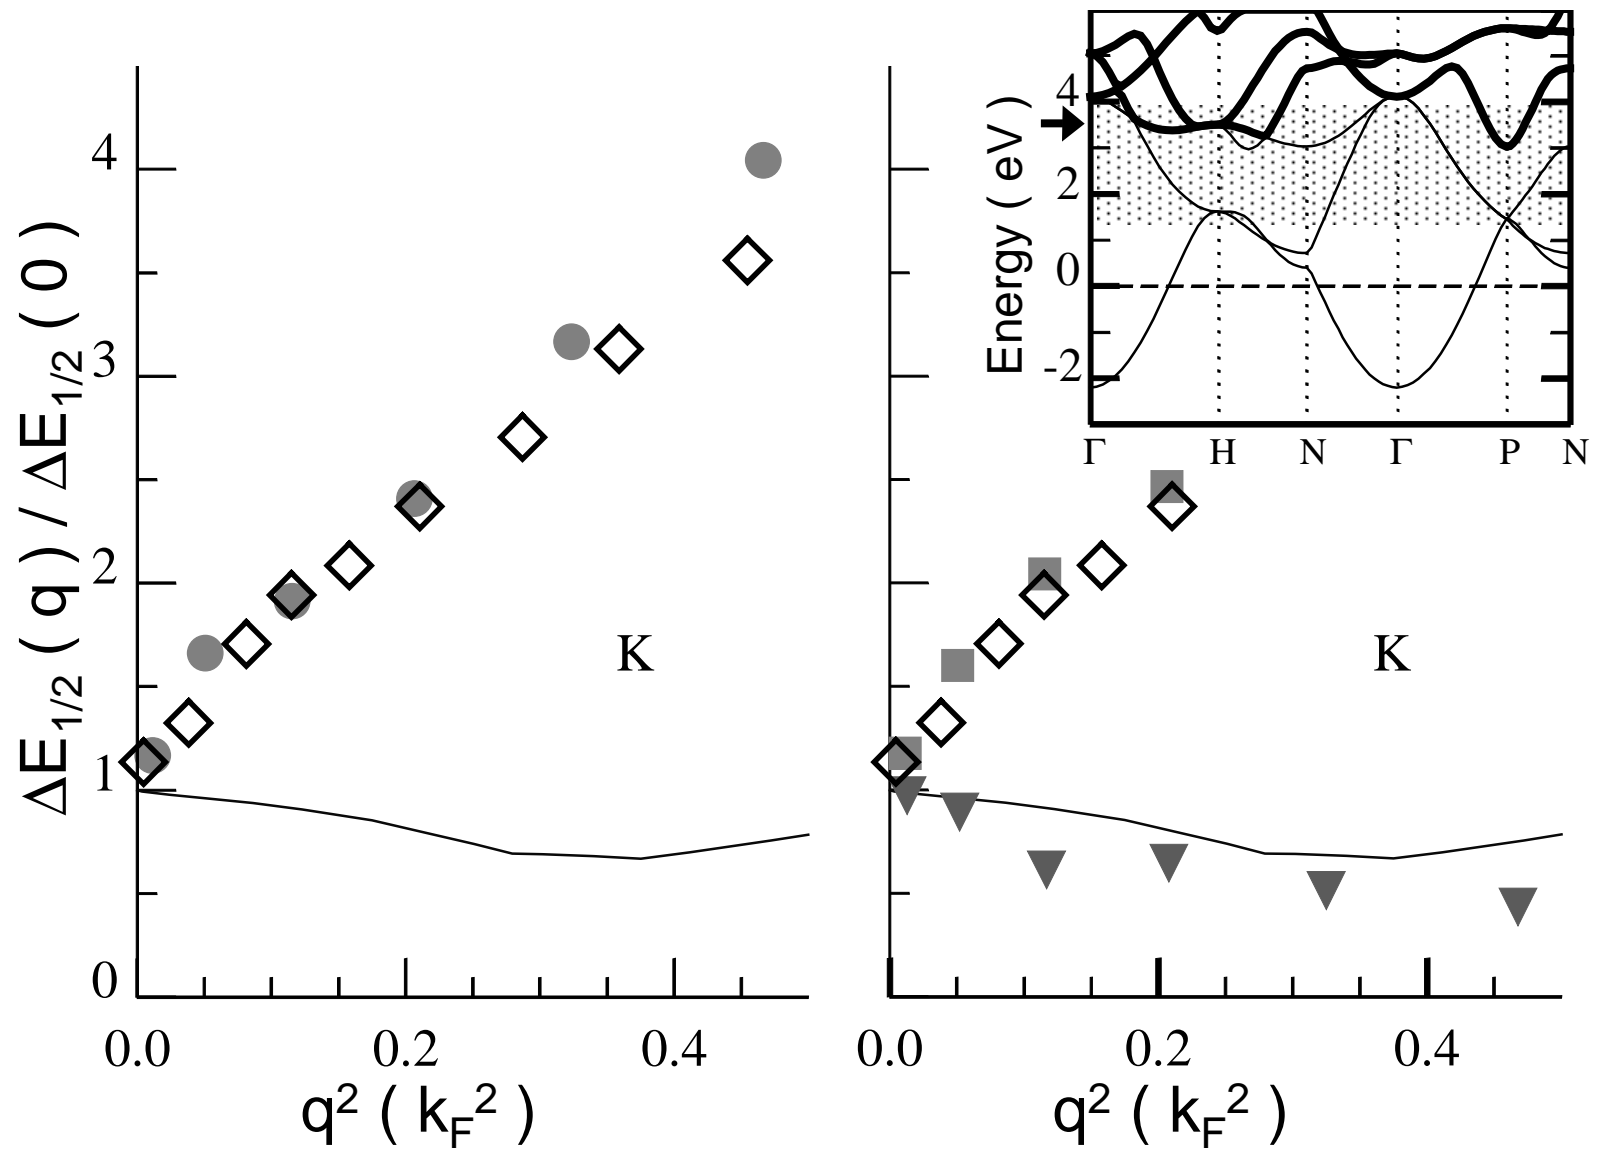 ΔE1/2 ( q ) / ΔE1/2 ( 0 )
4
3
2
1
0
K
0.0 0.2 0.4
q² ( kF² )
K
0.0 0.2 0.4
q² ( kF² )
Energy ( eV )
4
2
0
-2
Γ H N Γ P N